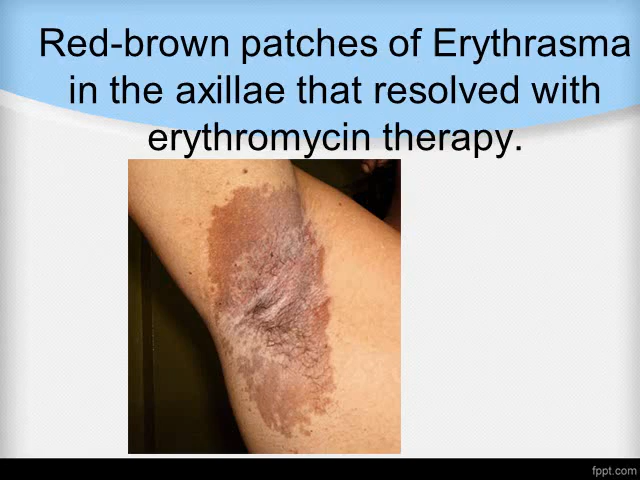 Red-brown patches of Erythrasma
in the axillae that resolved with
erythromycin therapy.
fppt.com